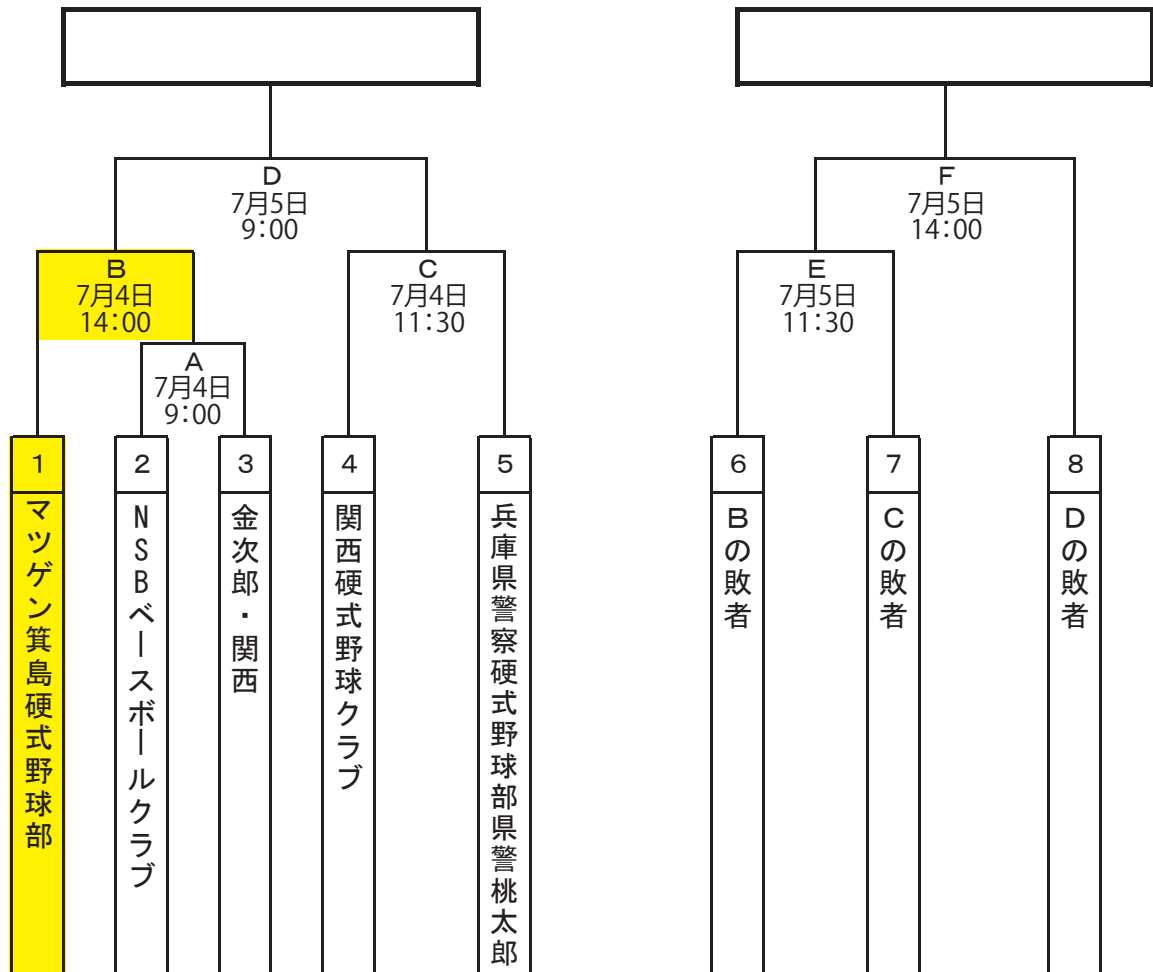 D
7月5日
9:00
F
7月5日
14:00
B
7月4日
14:00
C
7月4日
11:30
E
7月5日
11:30
A
7月4日
9:00
1
2
3
4
5
6
7
8
マツゲン箕島硬式野球部
NSBベースボールクラブ
金次郎・関西
関西硬式野球クラブ
兵庫県警察硬式野球部県警桃太郎
Bの敗者
Cの敗者
Dの敗者